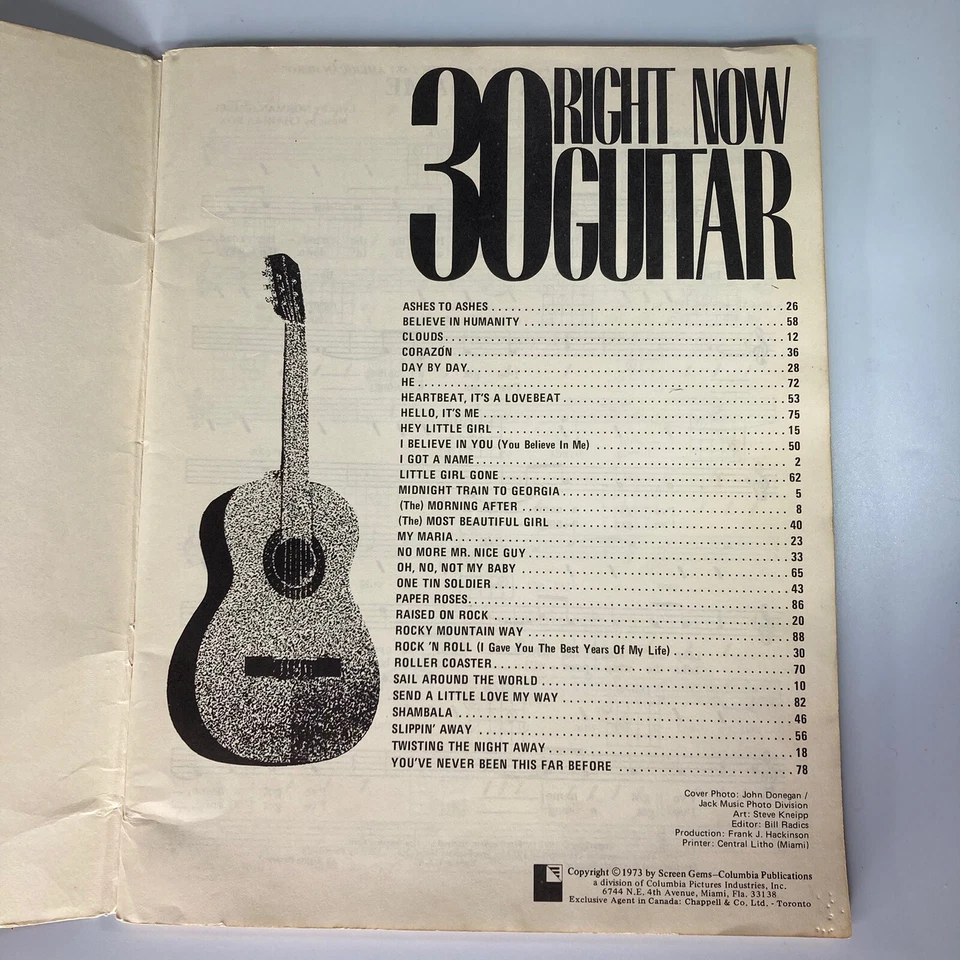 30 RIGHT NOW
GUITAR
ASHES TO ASHES . . . . . . . . . . . . . . . . . . . . 26
BELIEVE IN HUMANITY . . . . . . . . . . . . . . . . . . . . 58
CLOUDS. . . . . . . . . . . . . . . . . . . . 12
CORAZÓN . . . . . . . . . . . . . . . . . . . . 36
DAY BY DAY. . . . . . . . . . . . . . . . . . . . 28
HE . . . . . . . . . . . . . . . . . . . . 72
HEARTBEAT, IT'S A LOVEBEAT . . . . . . . . . . . . . . . . . . . . 53
HELLO, IT'S ME . . . . . . . . . . . . . . . . . . . . 75
HEY LITTLE GIRL . . . . . . . . . . . . . . . . . . . . 15
I BELIEVE IN YOU (You Believe In Me) . . . . . . . . . . . . . . . . . . . . 50
I GOT A NAME . . . . . . . . . . . . . . . . . . . . 2
LITTLE GIRL GONE . . . . . . . . . . . . . . . . . . . . 62
MIDNIGHT TRAIN TO GEORGIA . . . . . . . . . . . . . . . . . . . . 5
(The) MORNING AFTER . . . . . . . . . . . . . . . . . . . . 8
(The) MOST BEAUTIFUL GIRL . . . . . . . . . . . . . . . . . . . . 40
MY MARIA . . . . . . . . . . . . . . . . . . . . 23
NO MORE MR. NICE GUY . . . . . . . . . . . . . . . . . . . . 33
OH, NO, NOT MY BABY . . . . . . . . . . . . . . . . . . . . 65
ONE TIN SOLDIER . . . . . . . . . . . . . . . . . . . . 43
PAPER ROSES. . . . . . . . . . . . . . . . . . . . 86
RAISED ON ROCK . . . . . . . . . . . . . . . . . . . . 20
ROCKY MOUNTAIN WAY . . . . . . . . . . . . . . . . . . . . 88
ROCK 'N ROLL (I Gave You The Best Years Of My Life) . . . . . . . . . . . . . . 30
ROLLER COASTER . . . . . . . . . . . . . . . . . . . . 70
SAIL AROUND THE WORLD . . . . . . . . . . . . . . . . . . . . 10
SEND A LITTLE LOVE MY WAY . . . . . . . . . . . . . . . . . . . . 82
SHAMBALA . . . . . . . . . . . . . . . . . . . . 46
SLIPPIN' AWAY . . . . . . . . . . . . . . . . . . . . 56
TWISTING THE NIGHT AWAY . . . . . . . . . . . . . . . . . . . . 18
YOU'VE NEVER BEEN THIS FAR BEFORE . . . . . . . . . . . . . . . . . . . . 78
Cover Photo: John Donegan /
Jack Music Photo Division
Art: Steve Kneipp
Editor: Bill Radics
Production: Frank J. Hackinson
Printer: Central Litho (Miami)
Copyright ©1973 by Screen Gems–Columbia Publications
a division of Columbia Pictures Industries, Inc.
6744 N.E. 4th Avenue, Miami, Fla. 33138
Exclusive Agent in Canada: Chappell & Co. Ltd. - Toronto